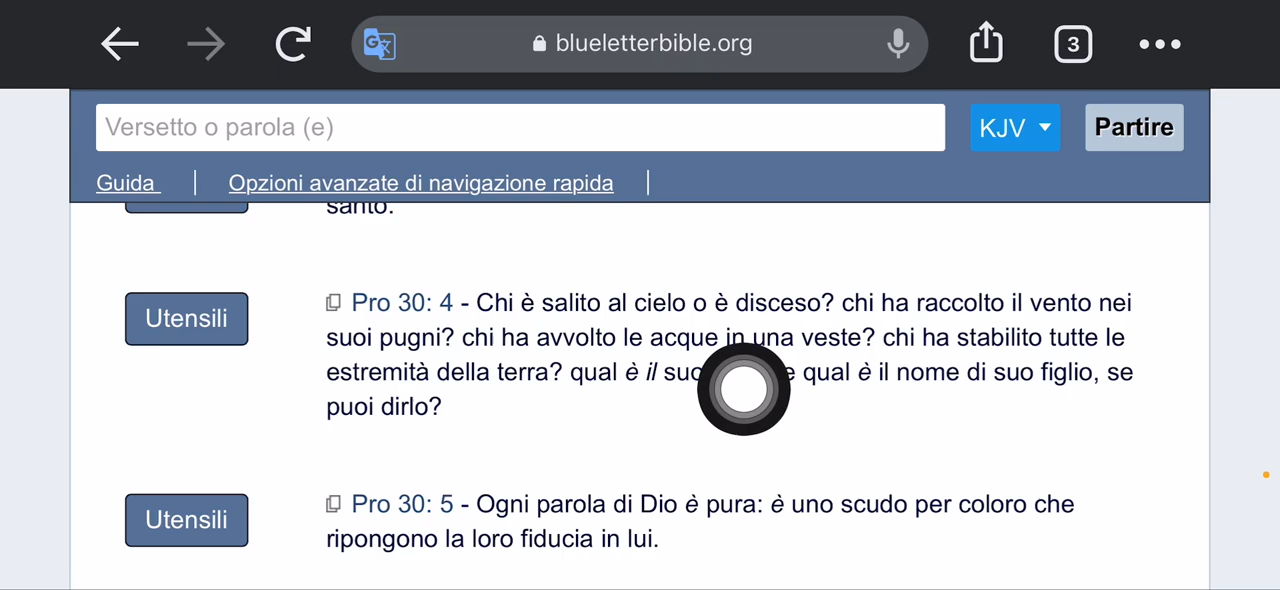 3
blueletterbible.org
Versetto o parola (e)
KJV
Partire
Guida | Opzioni avanzate di navigazione rapida |
santo.
Utensili
Pro 30: 4 - Chi è salito al cielo o è disceso? chi ha raccolto il vento nei
suoi pugni? chi ha avvolto le acque in una veste? chi ha stabilito tutte le
estremità della terra? qual è il qual è il nome di suo figlio, se
puoi dirlo?
Utensili
Pro 30: 5 - Ogni parola di Dio è pura: è uno scudo per coloro che
ripongono la loro fiducia in lui.